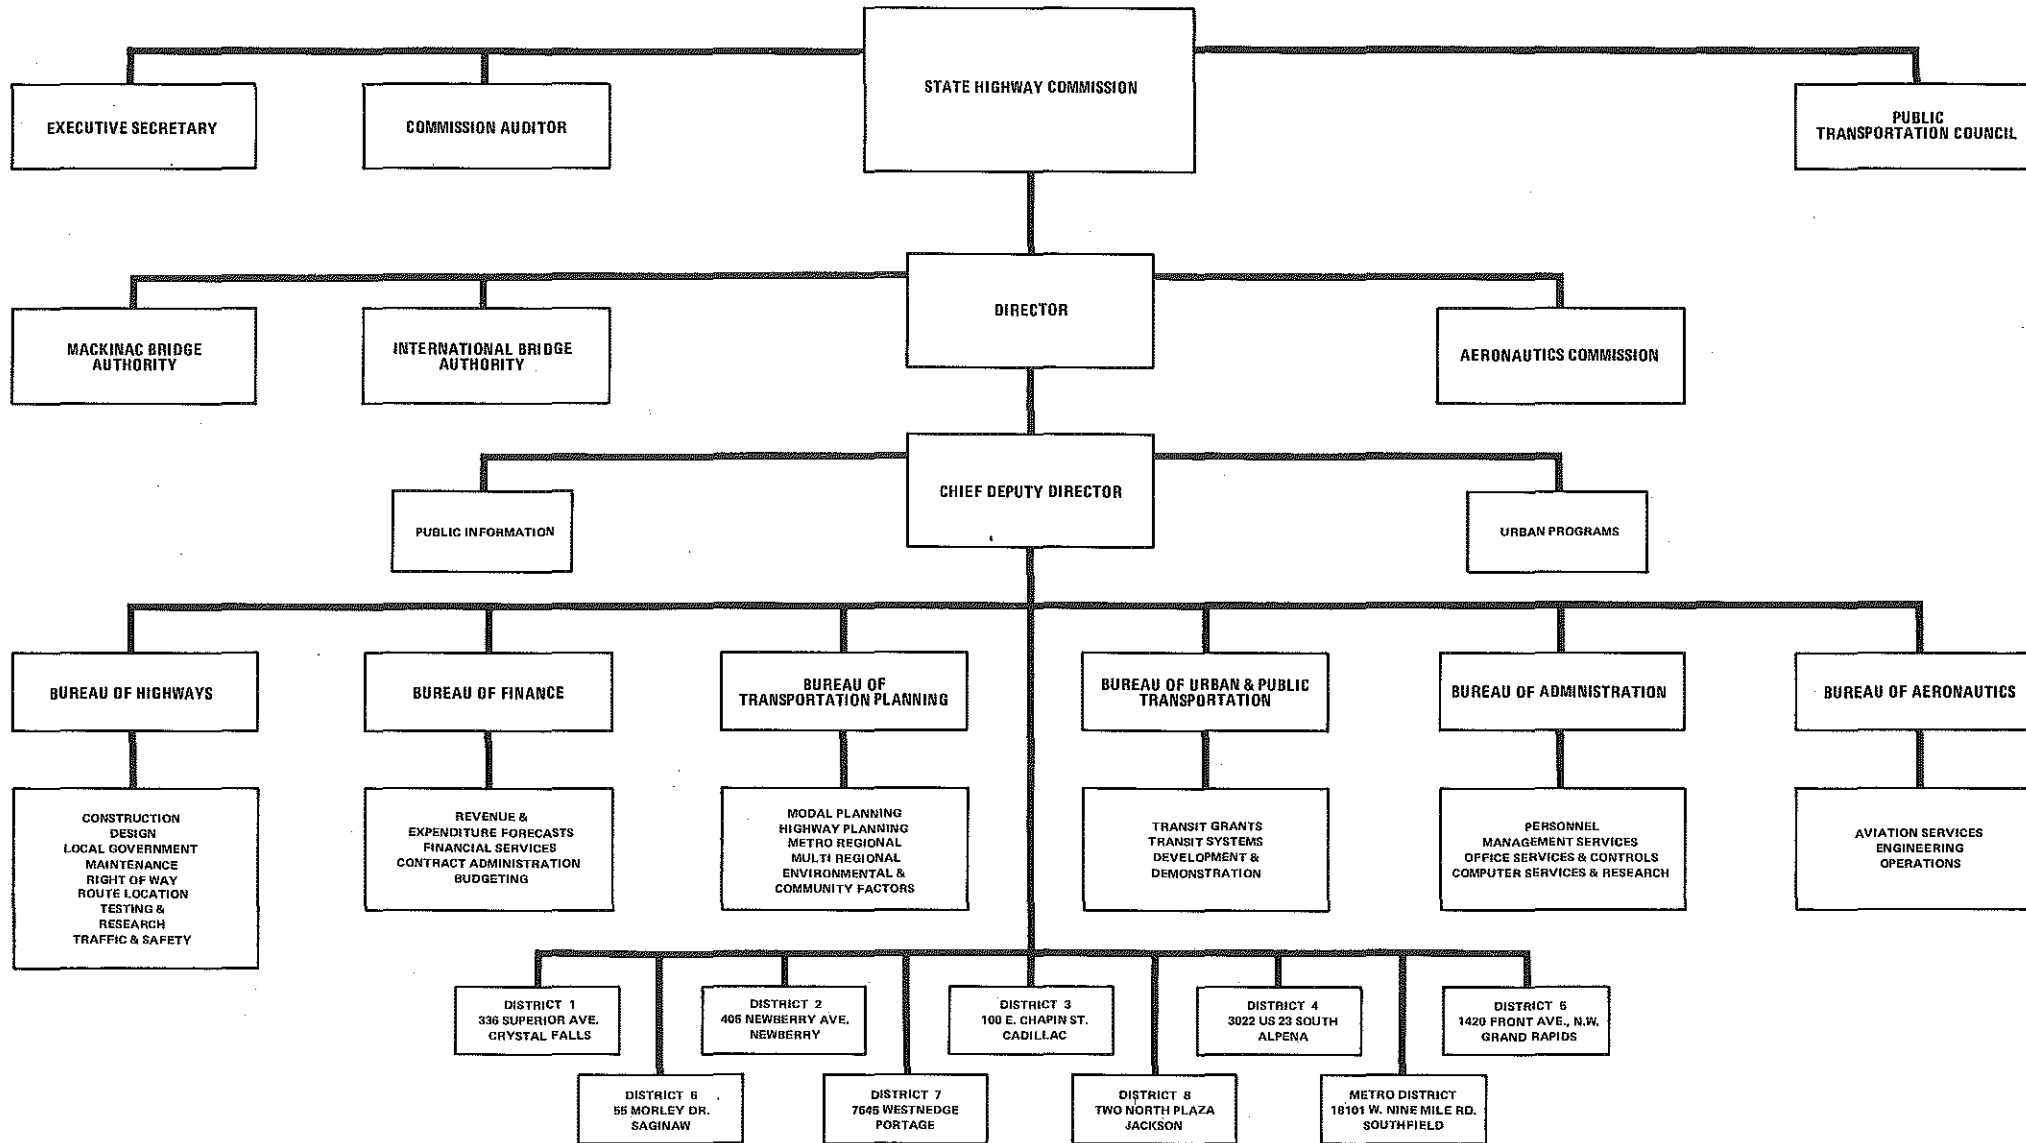 STATE HIGHWAY COMMISSION
EXECUTIVE SECRETARY
COMMISSION AUDITOR
PUBLIC
TRANSPORTATION COUNCIL
DIRECTOR
MACKINAC BRIDGE
AUTHORITY
INTERNATIONAL BRIDGE
AUTHORITY
AERONAUTICS COMMISSION
CHIEF DEPUTY DIRECTOR
PUBLIC INFORMATION
URBAN PROGRAMS
BUREAU OF HIGHWAYS
BUREAU OF FINANCE
BUREAU OF
TRANSPORTATION PLANNING
BUREAU OF URBAN & PUBLIC
TRANSPORTATION
BUREAU OF ADMINISTRATION
BUREAU OF AERONAUTICS
CONSTRUCTION
DESIGN
LOCAL GOVERNMENT
MAINTENANCE
RIGHT OF WAY
ROUTE LOCATION
TESTING &
RESEARCH
TRAFFIC & SAFETY
REVENUE &
EXPENDITURE FORECASTS
FINANCIAL SERVICES
CONTRACT ADMINISTRATION
BUDGETING
MODAL PLANNING
HIGHWAY PLANNING
METRO REGIONAL
MULTI REGIONAL
ENVIRONMENTAL &
COMMUNITY FACTORS
TRANSIT GRANTS
TRANSIT SYSTEMS
DEVELOPMENT &
DEMONSTRATION
PERSONNEL
MANAGEMENT SERVICES
OFFICE SERVICES & CONTROLS
COMPUTER SERVICES & RESEARCH
AVIATION SERVICES
ENGINEERING
OPERATIONS
DISTRICT 1
336 SUPERIOR AVE.
CRYSTAL FALLS
DISTRICT 2
NEWBERRY AVE.
NEWBERRY
DISTRICT 3
100 E. CHAPIN ST.
CADILLAC
DISTRICT 4
3022 US 23 SOUTH
ALPENA
DISTRICT 5
1420 FRONT AVE., N.W.
GRAND RAPIDS
DISTRICT 6
55 MORLEY DR.
SAGINAW
DISTRICT 7
WESTNEDGE
PORTAGE
DISTRICT 8
TWO NORTH PLAZA
JACKSON
METRO DISTRICT
W. NINE MILE RD.
SOUTHFIELD